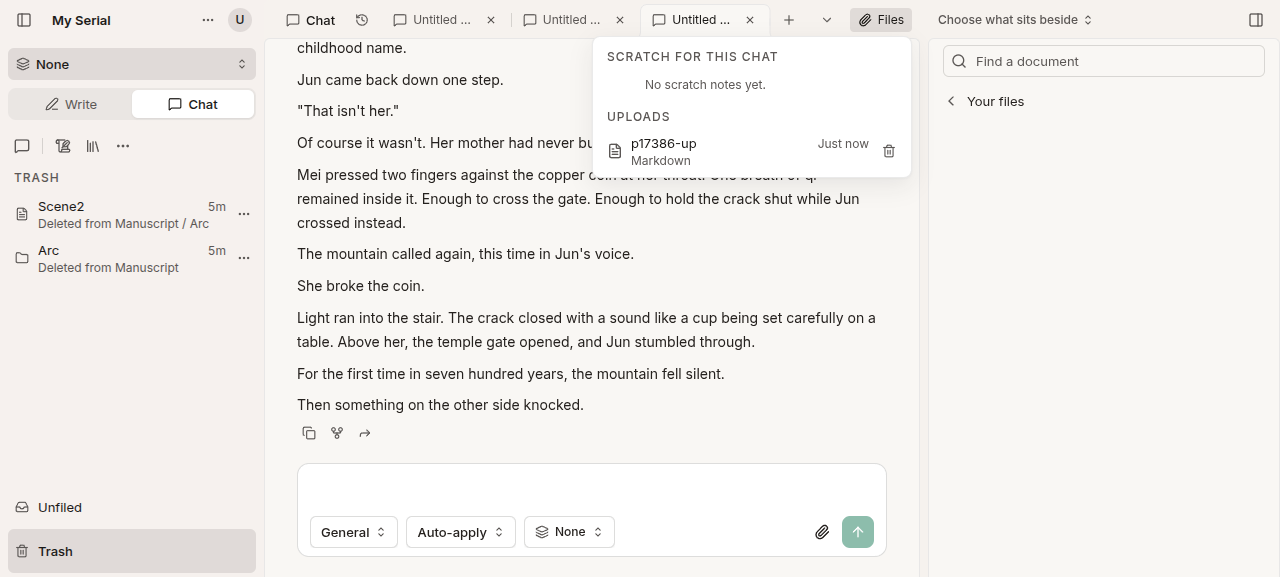 My Serial
U
None
Write
Chat
TRASH
Scene2
5m
Deleted from Manuscript / Arc
Arc
5m
Deleted from Manuscript
Unfiled
Trash
Chat
Untitled ...
Untitled ...
Untitled ...
Files
SCRATCH FOR THIS CHAT
No scratch notes yet.
UPLOADS
p17386-up
Just now
Markdown
childhood name.
Jun came back down one step.
"That isn't her."
Of course it wasn't. Her mother had never
Mei pressed two fingers against the copper coin at her throat. One breath of qi
remained inside it. Enough to cross the gate. Enough to hold the crack shut while Jun
crossed instead.
The mountain called again, this time in Jun's voice.
She broke the coin.
Light ran into the stair. The crack closed with a sound like a cup being set carefully on a
table. Above her, the temple gate opened, and Jun stumbled through.
For the first time in seven hundred years, the mountain fell silent.
Then something on the other side knocked.
General
Auto-apply
None
Choose what sits beside
Find a document
Your files